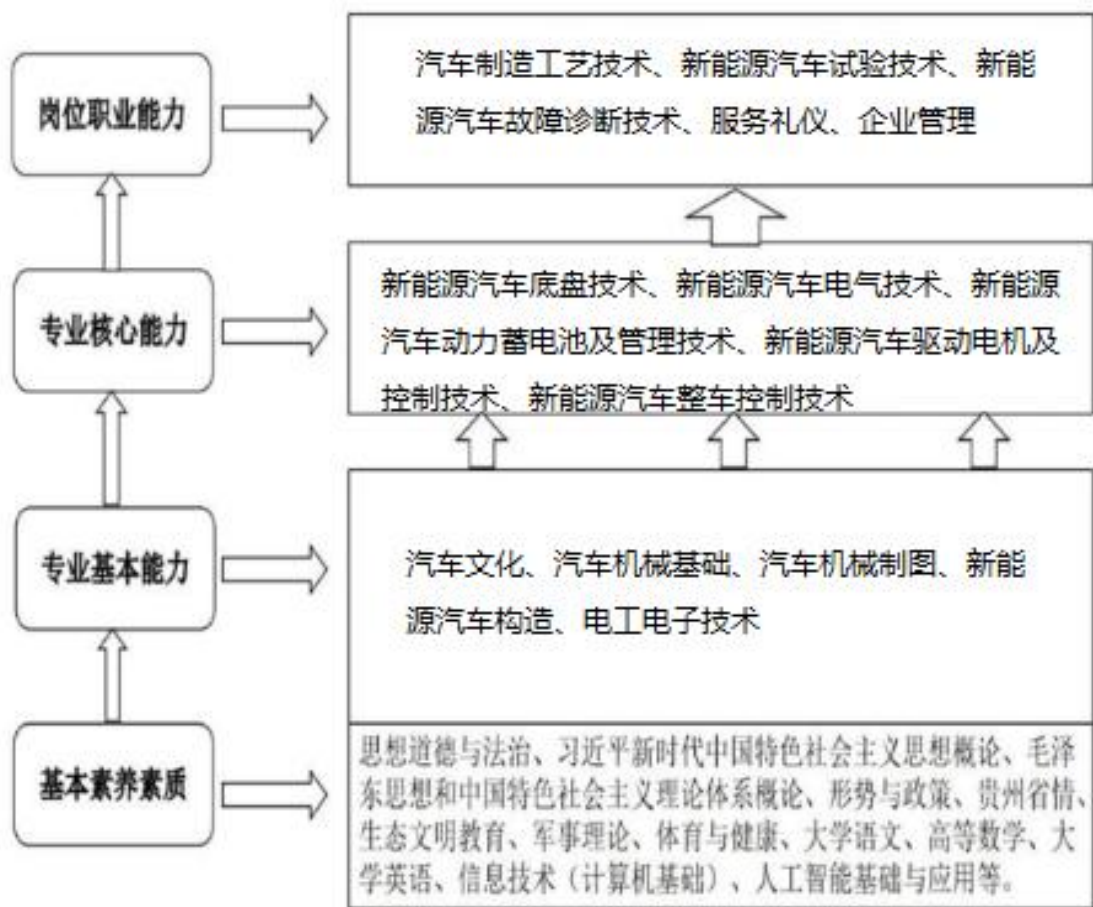 岗位职业能力
汽车制造工艺技术、新能源汽车试验技术、新能
源汽车故障诊断技术、服务礼仪、企业管理
专业核心能力
新能源汽车底盘技术、新能源汽车电气技术、新能源
汽车动力蓄电池及管理技术、新能源汽车驱动电机及
控制技术、新能源汽车整车控制技术
专业基本能力
汽车文化、汽车机械基础、汽车机械制图、新能
源汽车构造、电工电子技术
基本素养素质
思想道德与法治、习近平新时代中国特色社会主义思想概论、毛泽
东思想和中国特色社会主义理论体系概论、形势与政策、贵州省情、
生态文明教育、军事理论、体育与健康、大学语文、高等数学、大
学英语、信息技术（计算机基础）、人工智能基础与应用等。